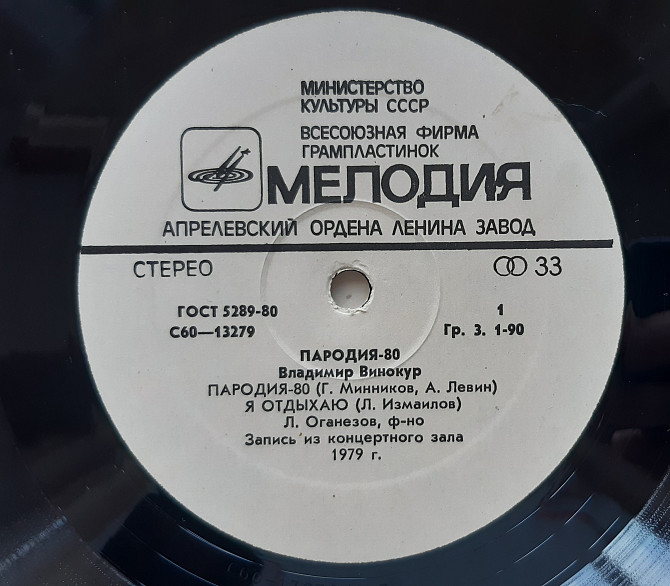 МИНИСТЕРСТВО
КУЛЬТУРЫ СССР
ВСЕСОЮЗНАЯ ФИРМА
ГРАМПЛАСТИНОК
МЕЛОДИЯ
АПРЕЛЕВСКИЙ ОРДЕНА ЛЕНИНА ЗАВОД
СТЕРЕО 33
ГОСТ 5289-80 1
С60—13279 Гр. 3. 1-90
ПАРОДИЯ-80
Владимир Винокур
ПАРОДИЯ-80 (Г. Минников, А. Левин)
Я ОТДЫХАЮ (Л. Измаилов)
Л. Оганезов, ф-но
Запись из концертного зала
1979 г.